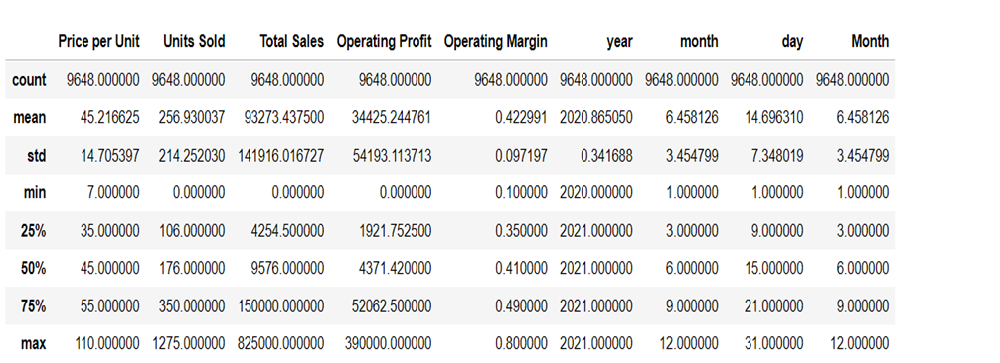 Price per Unit Units Sold Total Sales Operating Profit Operating Margin year month day Month
count 9648.000000 9648.000000 9648.000000 9648.000000 9648.000000 9648.000000 9648.000000 9648.000000 9648.000000
mean 45.216625 256.930037 93273.437500 34425.244761 0.422991 2020.865050 6.458126 14.696310 6.458126
std 14.705397 214.252030 141916.016727 54193.113713 0.097197 0.341688 3.454799 7.348019 3.454799
min 7.000000 0.000000 0.000000 0.000000 0.100000 2020.000000 1.000000 1.000000 1.000000
25% 35.000000 106.000000 4254.500000 1921.752500 0.350000 2021.000000 3.000000 9.000000 3.000000
50% 45.000000 176.000000 9576.000000 4371.420000 0.410000 2021.000000 6.000000 15.000000 6.000000
75% 55.000000 350.000000 150000.000000 52062.500000 0.490000 2021.000000 9.000000 21.000000 9.000000
max 110.000000 1275.000000 825000.000000 390000.000000 0.800000 2021.000000 12.000000 31.000000 12.000000